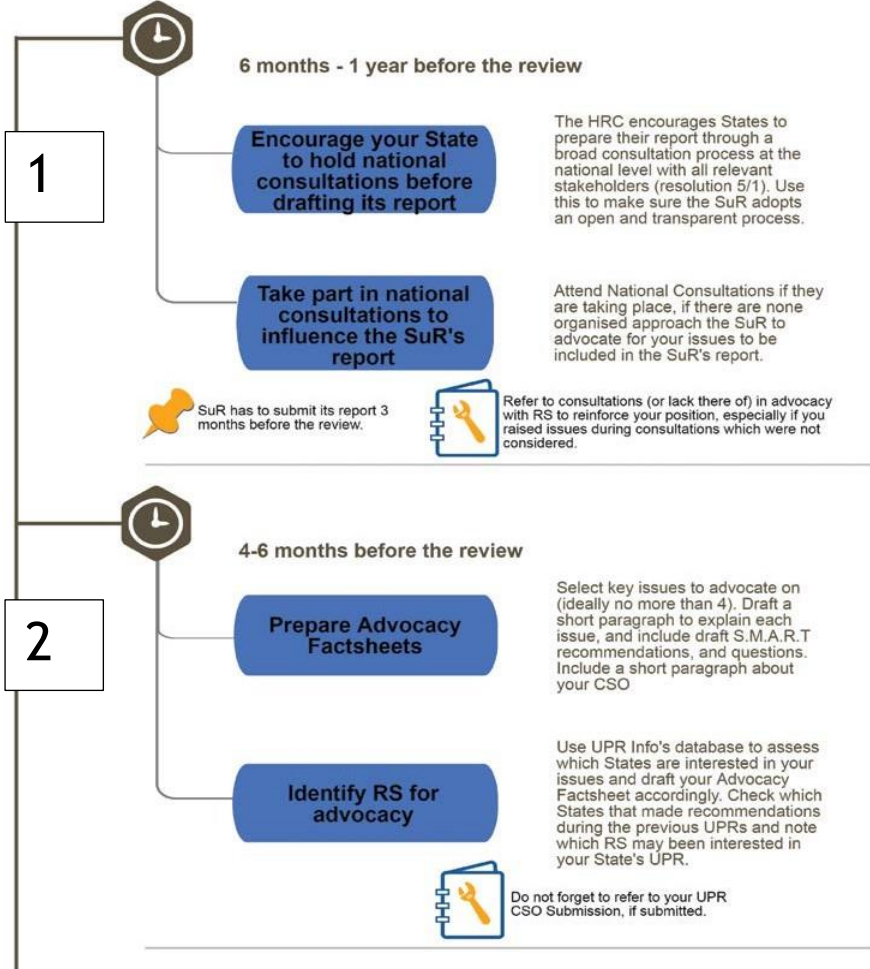 6 months - 1 year before the review
1
Encourage your State
to hold national
consultations before
drafting its report
The HRC encourages States to
prepare their report through a
broad consultation process at the
national level with all relevant
stakeholders (resolution 5/1). Use
this to make sure the SuR adopts
an open and transparent process.
Take part in national
consultations to
influence the SuR's
report
Attend National Consultations if they
are taking place, if there are none
organised approach the SuR to
advocate for your issues to be
included in the SuR's report.
SuR has to submit its report 3
months before the review.
Refer to consultations (or lack there of) in advocacy
with RS to reinforce your position, especially if you
raised issues during consultations which were not
considered.
4-6 months before the review
2
Prepare Advocacy
Factsheets
Select key issues to advocate on
(ideally no more than 4). Draft a
short paragraph to explain each
issue, and include draft S.M.A.R.T
recommendations, and questions.
Include a short paragraph about
your CSO
Identify RS for
advocacy
Use UPR Info's database to assess
which States are interested in your
issues and draft your Advocacy
Factsheet accordingly. Check which
States that made recommendations
during the previous UPRs and note
which RS may been interested in
your State's UPR.
Do not forget to refer to your UPR
CSO Submission, if submitted.